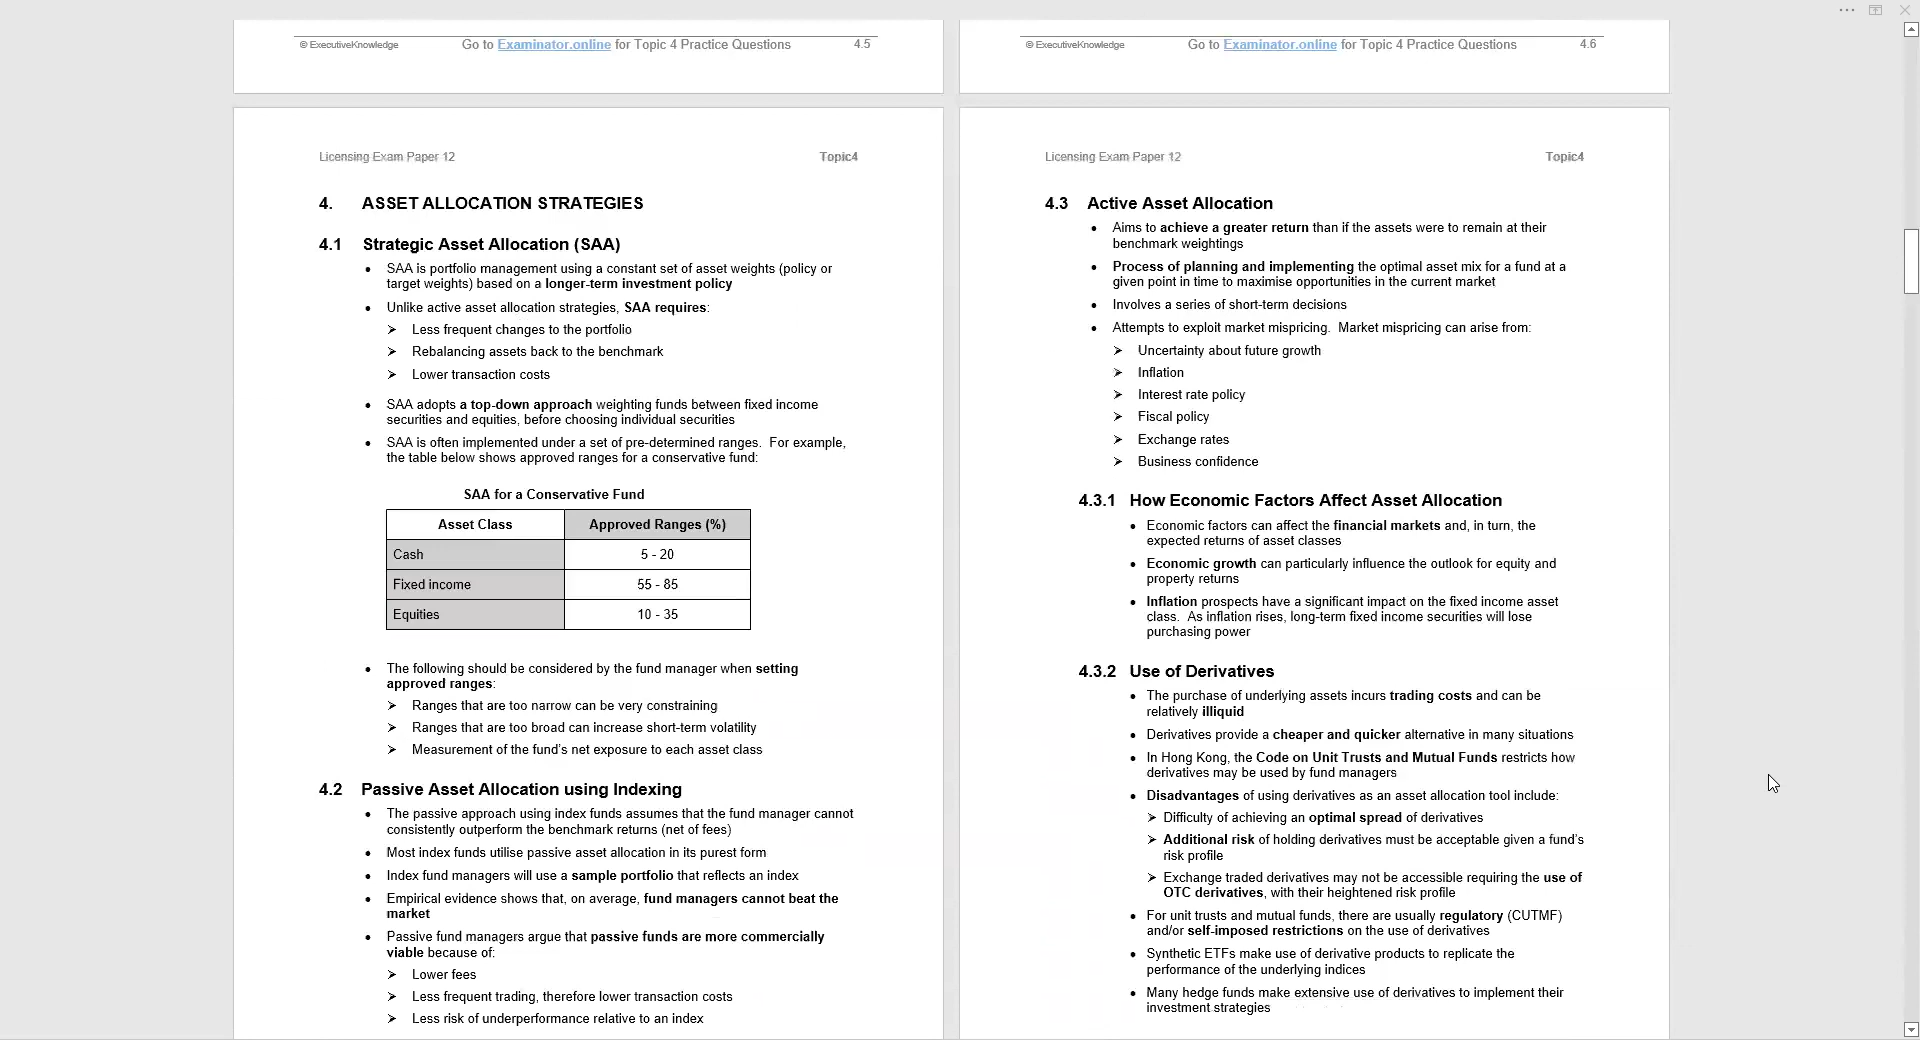 © ExecutiveKnowledge Go to Examinator.online for Topic 4 Practice Questions 4.5
© ExecutiveKnowledge Go to Examinator.online for Topic 4 Practice Questions 4.6
Licensing Exam Paper 12 Topic4
4. ASSET ALLOCATION STRATEGIES
4.1 Strategic Asset Allocation (SAA)
• SAA is portfolio management using a constant set of asset weights (policy or
target weights) based on a longer-term investment policy
• Unlike active asset allocation strategies, SAA requires:
➢ Less frequent changes to the portfolio
➢ Rebalancing assets back to the benchmark
➢ Lower transaction costs
• SAA adopts a top-down approach weighting funds between fixed income
securities and equities, before choosing individual securities
• SAA is often implemented under a set of pre-determined ranges. For example,
the table below shows approved ranges for a conservative fund:
SAA for a Conservative Fund
Asset Class Approved Ranges (%)
Cash 5 - 20
Fixed income 55 - 85
Equities 10 - 35
• The following should be considered by the fund manager when setting
approved ranges:
➢ Ranges that are too narrow can be very constraining
➢ Ranges that are too broad can increase short-term volatility
➢ Measurement of the fund's net exposure to each asset class
4.2 Passive Asset Allocation using Indexing
• The passive approach using index funds assumes that the fund manager cannot
consistently outperform the benchmark returns (net of fees)
• Most index funds utilise passive asset allocation in its purest form
• Index fund managers will use a sample portfolio that reflects an index
• Empirical evidence shows that, on average, fund managers cannot beat the
market
• Passive fund managers argue that passive funds are more commercially
viable because of:
➢ Lower fees
➢ Less frequent trading, therefore lower transaction costs
➢ Less risk of underperformance relative to an index
Licensing Exam Paper 12 Topic4
4.3 Active Asset Allocation
• Aims to achieve a greater return than if the assets were to remain at their
benchmark weightings
• Process of planning and implementing the optimal asset mix for a fund at a
given point in time to maximise opportunities in the current market
• Involves a series of short-term decisions
• Attempts to exploit market mispricing. Market mispricing can arise from:
➢ Uncertainty about future growth
➢ Inflation
➢ Interest rate policy
➢ Fiscal policy
➢ Exchange rates
➢ Business confidence
4.3.1 How Economic Factors Affect Asset Allocation
• Economic factors can affect the financial markets and, in turn, the
expected returns of asset classes
• Economic growth can particularly influence the outlook for equity and
property returns
• Inflation prospects have a significant impact on the fixed income asset
class. As inflation rises, long-term fixed income securities will lose
purchasing power
4.3.2 Use of Derivatives
• The purchase of underlying assets incurs trading costs and can be
relatively illiquid
• Derivatives provide a cheaper and quicker alternative in many situations
• In Hong Kong, the Code on Unit Trusts and Mutual Funds restricts how
derivatives may be used by fund managers
• Disadvantages of using derivatives as an asset allocation tool include:
➢ Difficulty of achieving an optimal spread of derivatives
➢ Additional risk of holding derivatives must be acceptable given a fund's
risk profile
➢ Exchange traded derivatives may not be accessible requiring the use of
OTC derivatives, with their heightened risk profile
• For unit trusts and mutual funds, there are usually regulatory (CUTMF)
and/or self-imposed restrictions on the use of derivatives
• Synthetic ETFs make use of derivative products to replicate the
performance of the underlying indices
• Many hedge funds make extensive use of derivatives to implement their
investment strategies